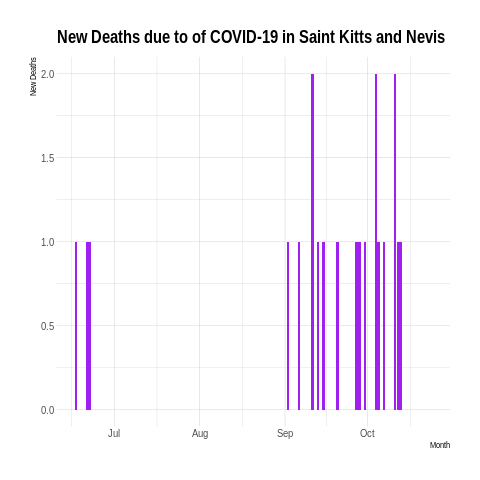 New Deaths due to of COVID-19 in Saint Kitts and Nevis
New Deaths
2.0
1.5
1.0
0.5
0.0
Jul Aug Sep Oct
Month